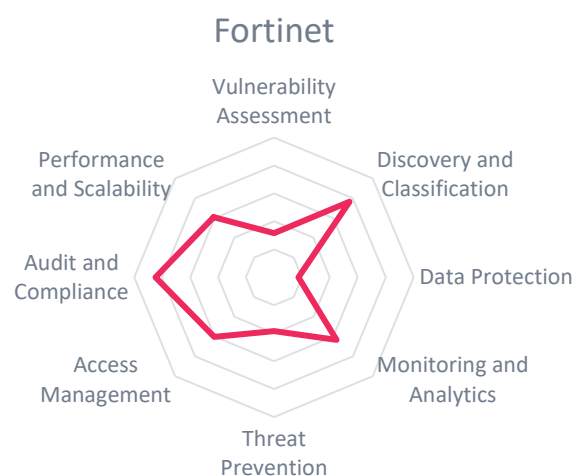 Fortinet
Vulnerability
Assessment
Performance
and Scalability
Discovery and
Classification
Audit and
Compliance
Data Protection
Access
Management
Monitoring and
Analytics
Threat
Prevention